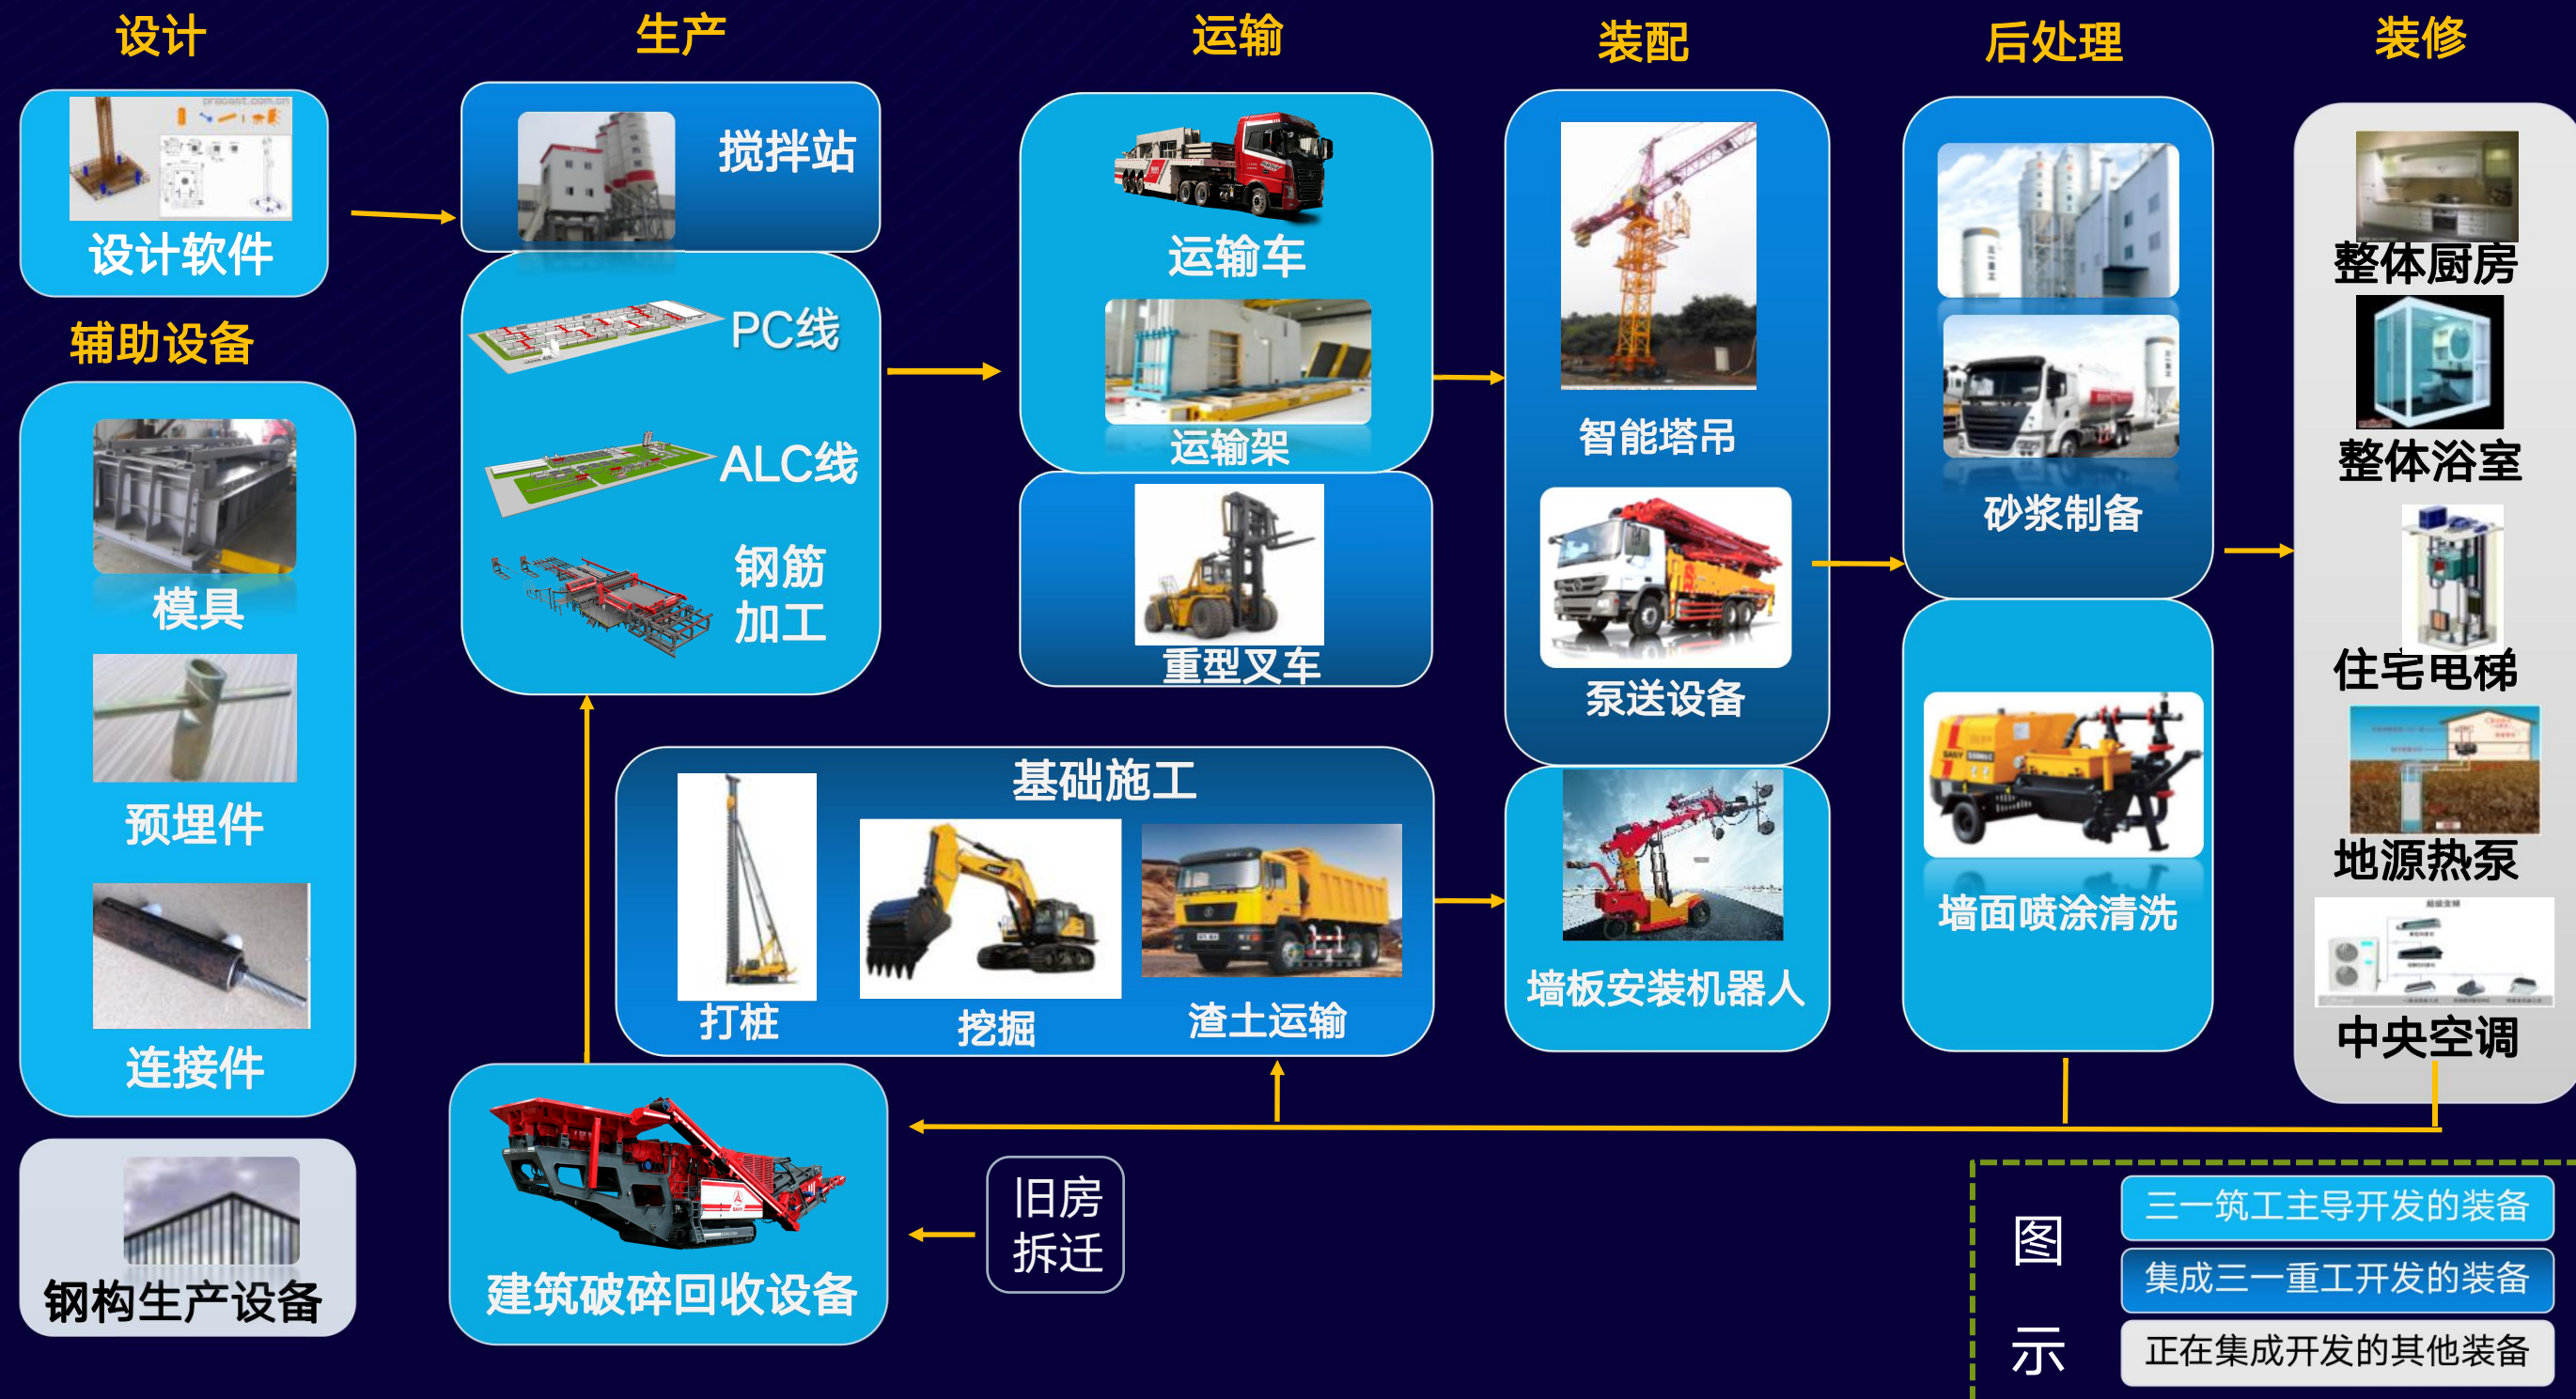 设计
生产
运输
装配
后处理
装修
precast.com.cn
设计软件
辅助设备
模具
预埋件
连接件
钢构生产设备
搅拌站
PC线
ALC线
钢筋
加工
运输车
运输架
重型叉车
基础施工
打桩
挖掘
渣土运输
建筑破碎回收设备
旧房
拆迁
智能塔吊
泵送设备
墙板安装机器人
砂浆制备
SANY
墙面喷涂清洗
整体厨房
整体浴室
住宅电梯
地源热泵
超级变频
中央空调
图
示
三一筑工主导开发的装备
集成三一重工开发的装备
正在集成开发的其他装备